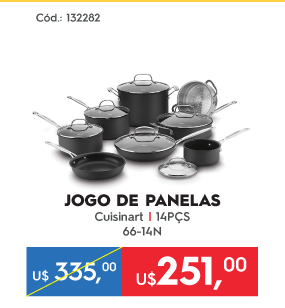 Cód.: 132282
JOGO DE PANELAS
Cuisinart | 14PÇS
66-14N
U$ 335,00
U$251,00